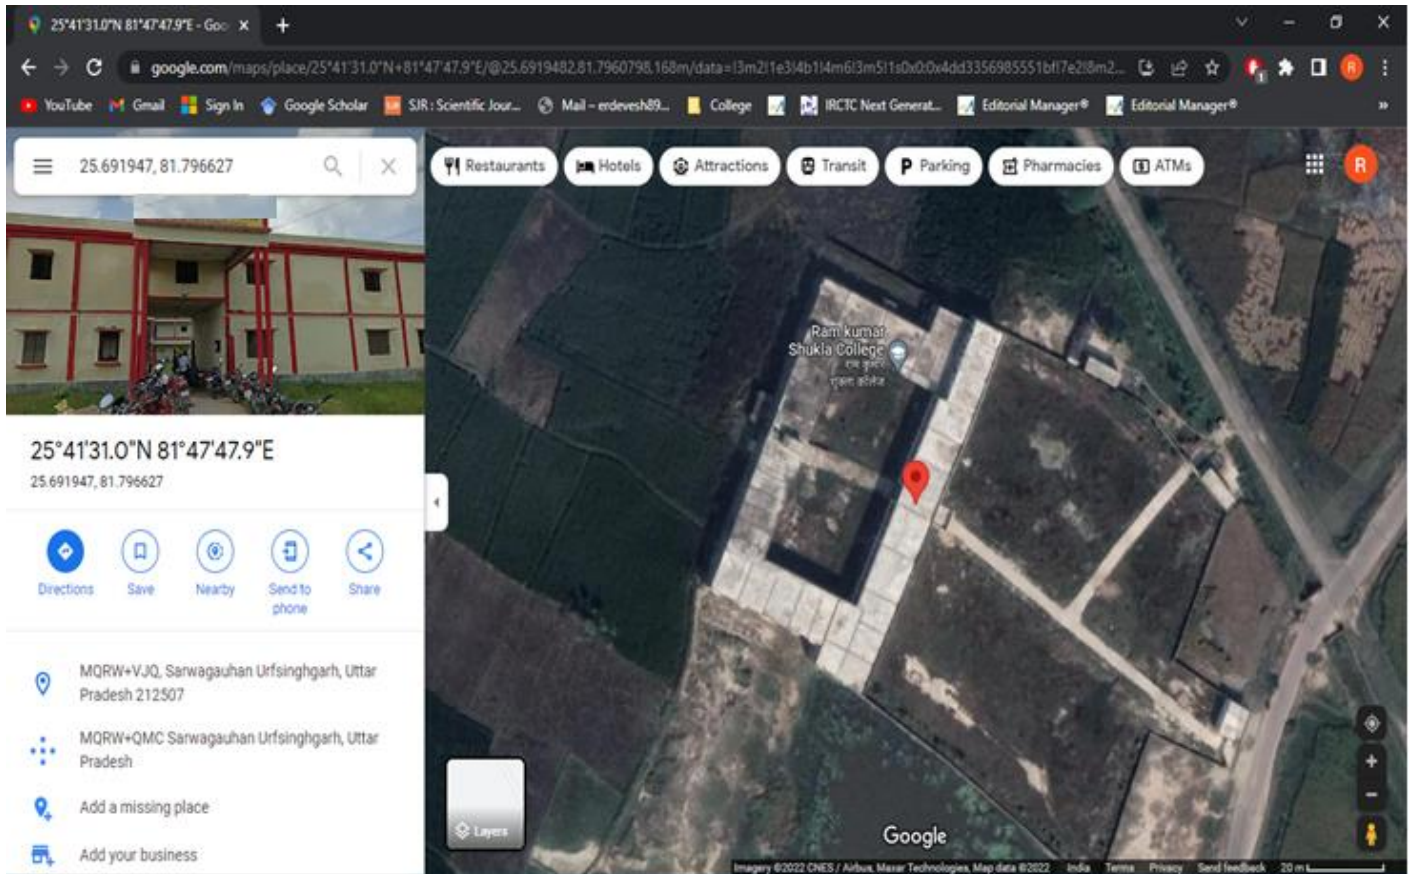 25°41'31.0"N 81°47'47.9"E - Goo
google.com/maps/place/25°41'31.0"N+81°47'47.9"E/@25.6919482,81.7960798,168m/data=!3m2!1e3!4b1!4m6!3m5!1s0x0:0x4dd3356985551bf!7e2!8m2...
YouTube Gmail Sign In Google Scholar SJR : Scientific Jour... Mail – erdevesh89... College IRCTC Next Generat... Editorial Manager® Editorial Manager® »
25.691947, 81.796627
Restaurants Hotels Attractions Transit Parking Pharmacies ATMs
R
Ram kumar
Shukla College
राम कुमार
शुक्ला कॉलेज
25°41'31.0"N 81°47'47.9"E
25.691947, 81.796627
Directions Save Nearby Send to phone Share
MQRW+VJQ, Sarwagauhan Urfsinghgarh, Uttar
Pradesh 212507
MQRW+QMC Sarwagauhan Urfsinghgarh, Uttar
Pradesh
Add a missing place
Add your business
Layers
Google
Imagery ©2022 CNES / Airbus, Maxar Technologies, Map data ©2022 India Terms Privacy Send feedback 20 m